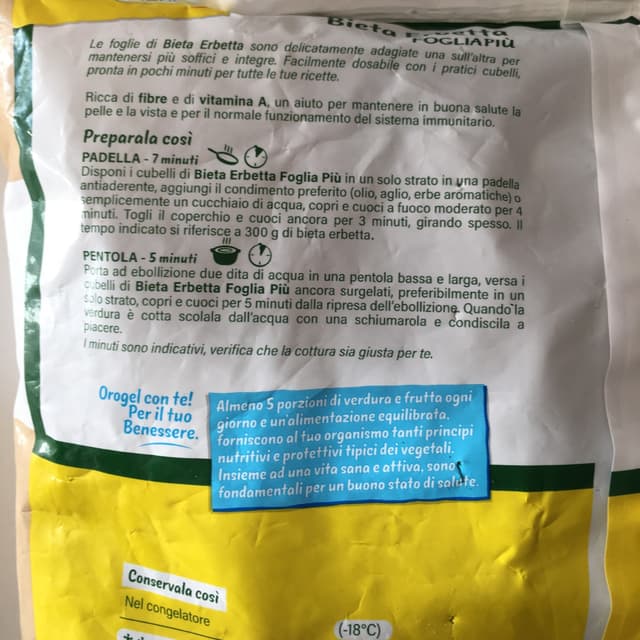 Bieta Erbetta
FOGLIAPIÙ
Le foglie di Bieta Erbetta sono delicatamente adagiate una sull'altra per
mantenersi più soffici e integre. Facilmente dosabile con i pratici cubelli,
pronta in pochi minuti per tutte le tue ricette.
Ricca di fibre e di vitamina A, un aiuto per mantenere in buona salute la
pelle e la vista e per il normale funzionamento del sistema immunitario.
Preparala così
PADELLA - 7 minuti
Disponi i cubelli di Bieta Erbetta Foglia Più in un solo strato in una padella
antiaderente, aggiungi il condimento preferito (olio, aglio, erbe aromatiche) o
semplicemente un cucchiaio di acqua, copri e cuoci a fuoco moderato per 4
minuti. Togli il coperchio e cuoci ancora per 3 minuti, girando spesso. Il
tempo indicato si riferisce a 300 g di bieta erbetta.
PENTOLA - 5 minuti
Porta ad ebollizione due dita di acqua in una pentola bassa e larga, versa i
cubelli di Bieta Erbetta Foglia Più ancora surgelati, preferibilmente in un
solo strato, copri e cuoci per 5 minuti dalla ripresa dell'ebollizione. Quando la
verdura è cotta scolala dall'acqua con una schiumarola e condiscila a
piacere.
I minuti sono indicativi, verifica che la cottura sia giusta per te.
Orogel con te!
Per il tuo
Benessere.
Almeno 5 porzioni di verdura e frutta ogni
giorno e un'alimentazione equilibrata,
forniscono al tuo organismo tanti principi
nutritivi e protettivi tipici dei vegetali.
Insieme ad una vita sana e attiva, sono
fondamentali per un buono stato di salute.
Conservala così
Nel congelatore
(-18°C)